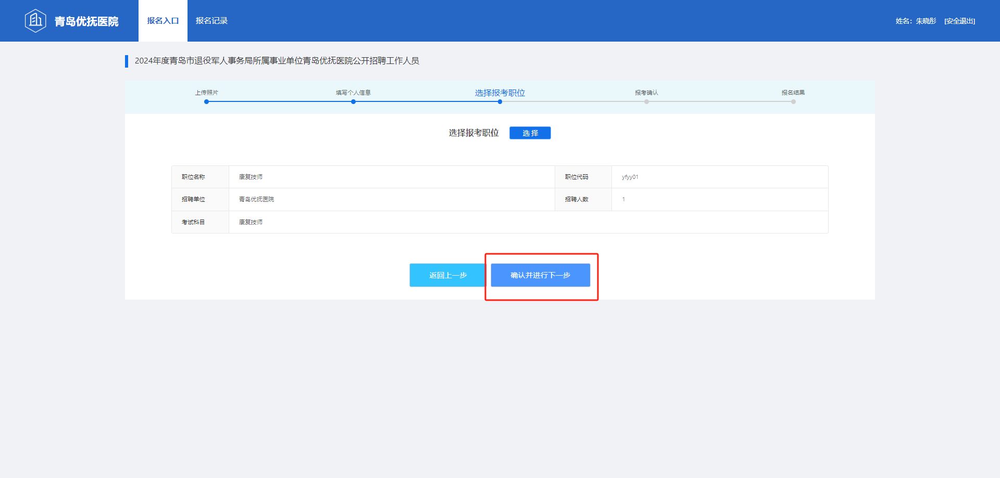 青岛优抚医院
报名入口
报名记录
姓名：朱晓彤 [安全退出]
2024年度青岛市退役军人事务局所属事业单位青岛优抚医院公开招聘工作人员
上传照片
填写个人信息
选择报考职位
报考确认
报名结果
选择报考职位 选 择
职位名称 康复技师 职位代码 yfyy01
招聘单位 青岛优抚医院 招聘人数 1
考试科目 康复技师
返回上一步
确认并进行下一步